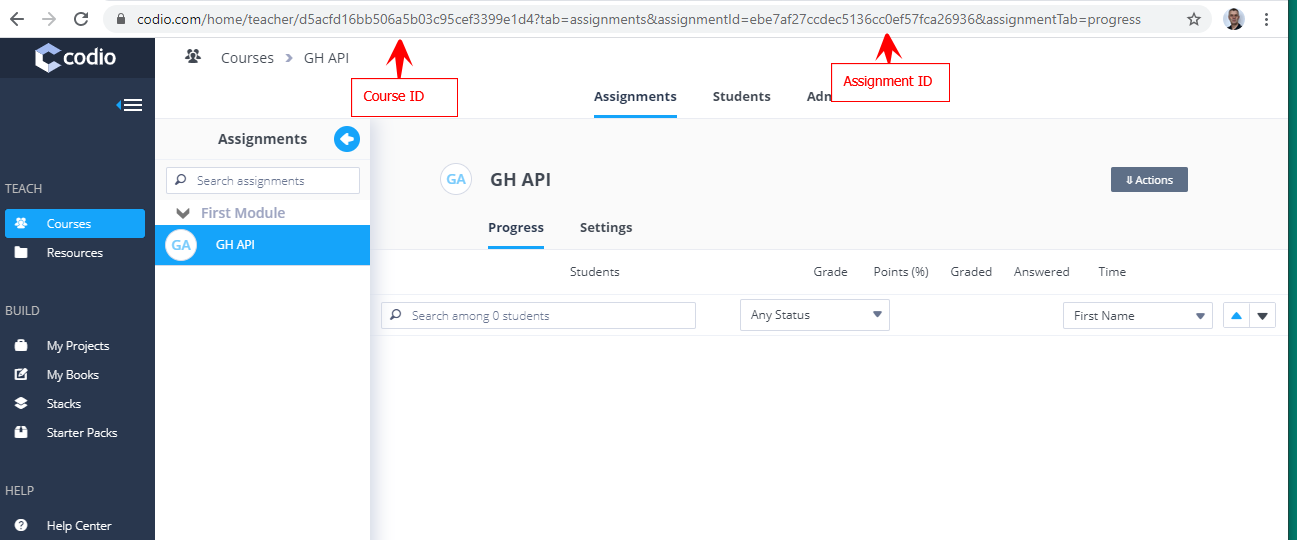 codio.com/home/teacher/d5acfd16bb506a5b03c95cef3399e1d4?tab=assignments&assignmentId=ebe7af27ccdec5136cc0ef57fca26936&assignmentTab=progress
codio
Courses > GH API
Course ID
Assignment ID
Assignments Students Adm
Assignments
Search assignments
First Module
GA GH API
GA GH API
Actions
Progress Settings
Students Grade Points (%) Graded Answered Time
Search among 0 students Any Status First Name
TEACH
Courses
Resources
BUILD
My Projects
My Books
Stacks
Starter Packs
HELP
Help Center